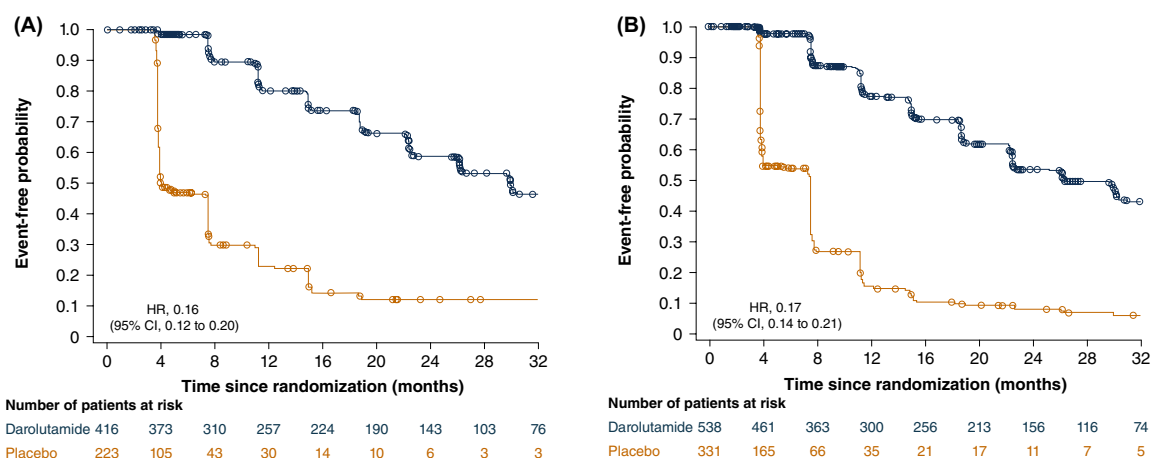 (A)
Event-free probability
1.0
0.9
0.8
0.7
0.6
0.5
0.4
0.3
0.2
0.1
0
HR, 0.16
(95% CI, 0.12 to 0.20)
0 4 8 12 16 20 24 28 32
Time since randomization (months)
Number of patients at risk
Darolutamide 416 373 310 257 224 190 143 103 76
Placebo 223 105 43 30 14 10 6 3 3
(B)
Event-free probability
1.0
0.9
0.8
0.7
0.6
0.5
0.4
0.3
0.2
0.1
0
HR, 0.17
(95% CI, 0.14 to 0.21)
0 4 8 12 16 20 24 28 32
Time since randomization (months)
Number of patients at risk
Darolutamide 538 461 363 300 256 213 156 116 74
Placebo 331 165 66 35 21 17 11 7 5